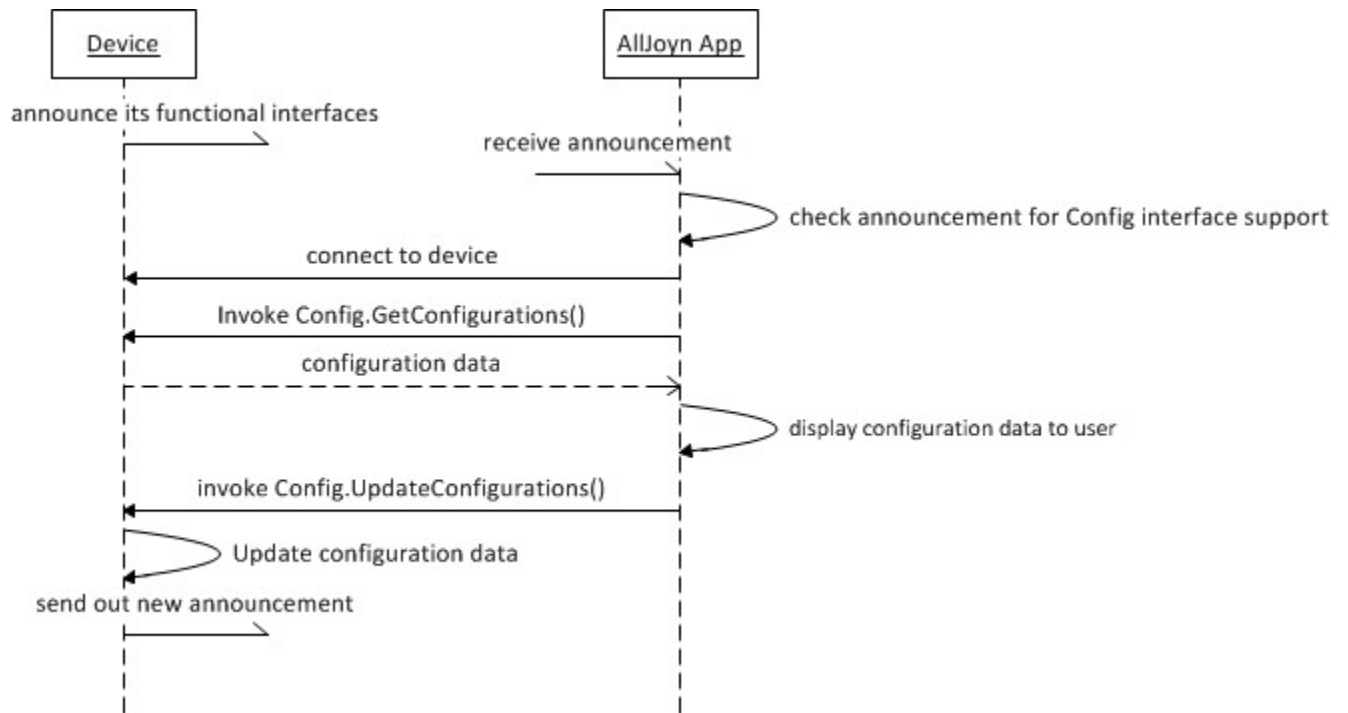 Device
AllJoyn App
announce its functional interfaces
receive announcement
check announcement for Config interface support
connect to device
Invoke Config.GetConfigurations()
configuration data
display configuration data to user
invoke Config.UpdateConfigurations()
Update configuration data
send out new announcement